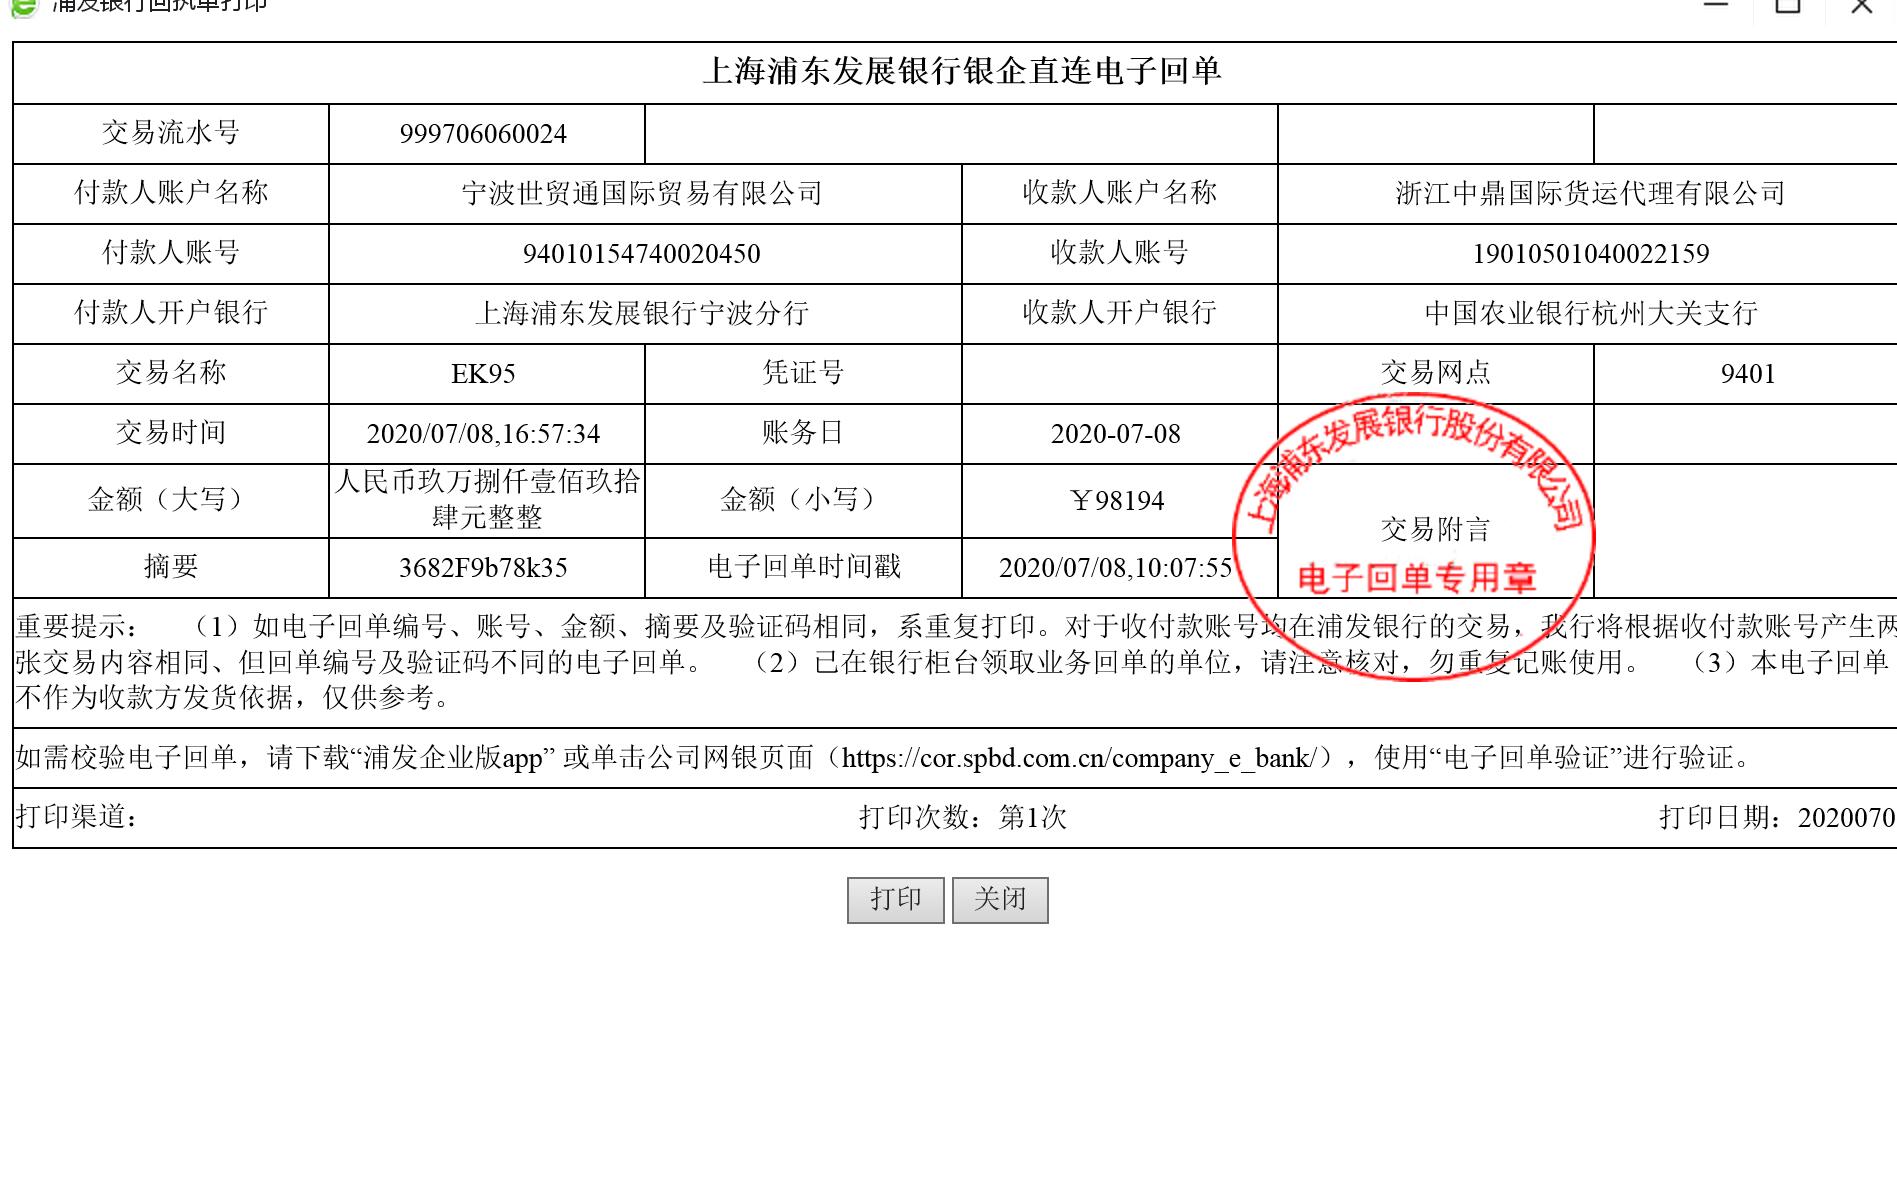 浦发银行回执单打印
上海浦东发展银行银企直连电子回单
交易流水号 999706060024
付款人账户名称 宁波世贸通国际贸易有限公司 收款人账户名称 浙江中鼎国际货运代理有限公司
付款人账号 94010154740020450 收款人账号 19010501040022159
付款人开户银行 上海浦东发展银行宁波分行 收款人开户银行 中国农业银行杭州大关支行
交易名称 EK95 凭证号 交易网点 9401
交易时间 2020/07/08,16:57:34 账务日 2020-07-08
上海浦东发展银行股份有限公司
金额（大写） 人民币玖万捌仟壹佰玖拾
肆元整整 金额（小写） ￥98194
交易附言
摘要 3682F9b78k35 电子回单时间戳 2020/07/08,10:07:55
电子回单专用章
重要提示： （1）如电子回单编号、账号、金额、摘要及验证码相同，系重复打印。对于收付款账号均在浦发银行的交易，我行将根据收付款账号产生两
张交易内容相同、但回单编号及验证码不同的电子回单。 （2）已在银行柜台领取业务回单的单位，请注意核对，勿重复记账使用。 （3）本电子回单
不作为收款方发货依据，仅供参考。
如需校验电子回单，请下载“浦发企业版app” 或单击公司网银页面（https://cor.spbd.com.cn/company_e_bank/），使用“电子回单验证”进行验证。
打印渠道： 打印次数：第1次 打印日期：2020070
打印 关闭